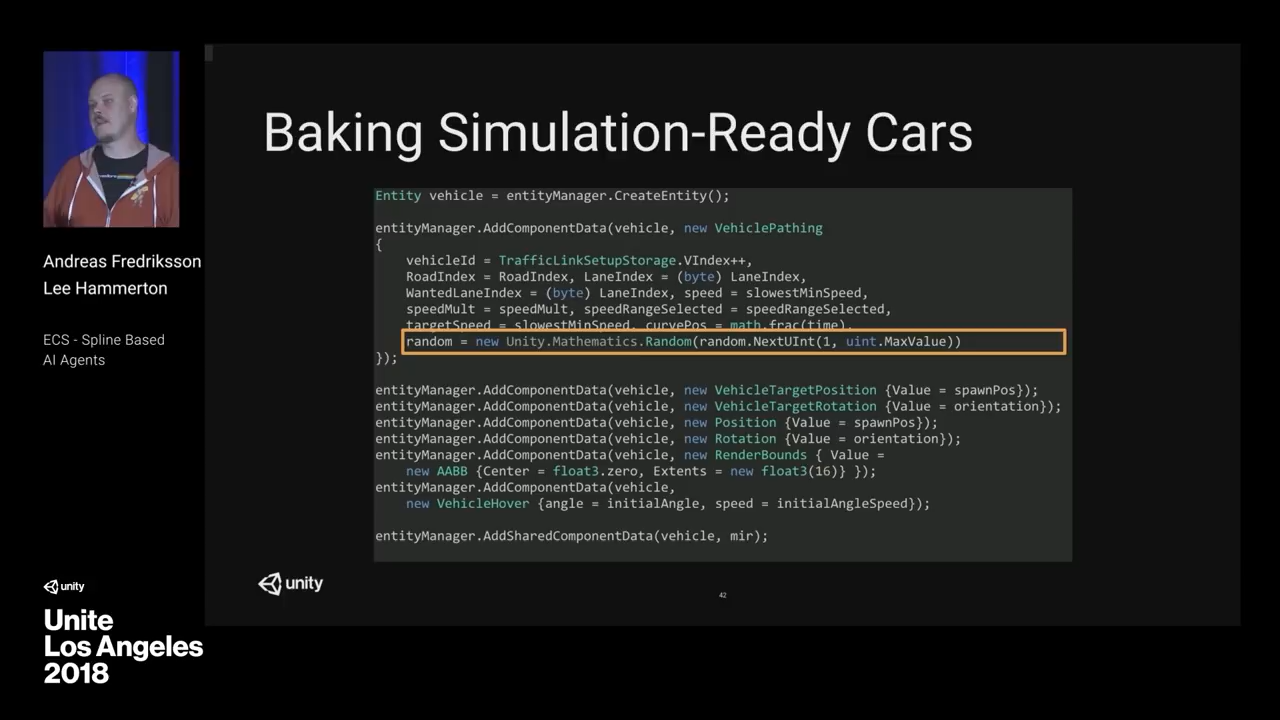 Baking Simulation-Ready Cars
Entity vehicle = entityManager.CreateEntity();
entityManager.AddComponentData(vehicle, new VehiclePathing
{
vehicleId = TrafficLinkSetupStorage.VIndex++,
RoadIndex = RoadIndex, LaneIndex = (byte) LaneIndex,
WantedLaneIndex = (byte) LaneIndex, speed = slowestMinSpeed,
speedMult = speedMult, speedRangeSelected = speedRangeSelected,
targetSpeed = slowestMinSpeed, curvePos = math.frac(time),
random = new Unity.Mathematics.Random(random.NextUInt(1, uint.MaxValue))
});
entityManager.AddComponentData(vehicle, new VehicleTargetPosition {Value = spawnPos});
entityManager.AddComponentData(vehicle, new VehicleTargetRotation {Value = orientation});
entityManager.AddComponentData(vehicle, new Position {Value = spawnPos});
entityManager.AddComponentData(vehicle, new Rotation {Value = orientation});
entityManager.AddComponentData(vehicle, new RenderBounds { Value =
new AABB {Center = float3.zero, Extents = new float3(16)} });
entityManager.AddComponentData(vehicle,
new VehicleHover {angle = initialAngle, speed = initialAngleSpeed});
entityManager.AddSharedComponentData(vehicle, mir);
unity
42
Andreas Fredriksson
Lee Hammerton
ECS - Spline Based
AI Agents
unity
Unite
Los Angeles
2018